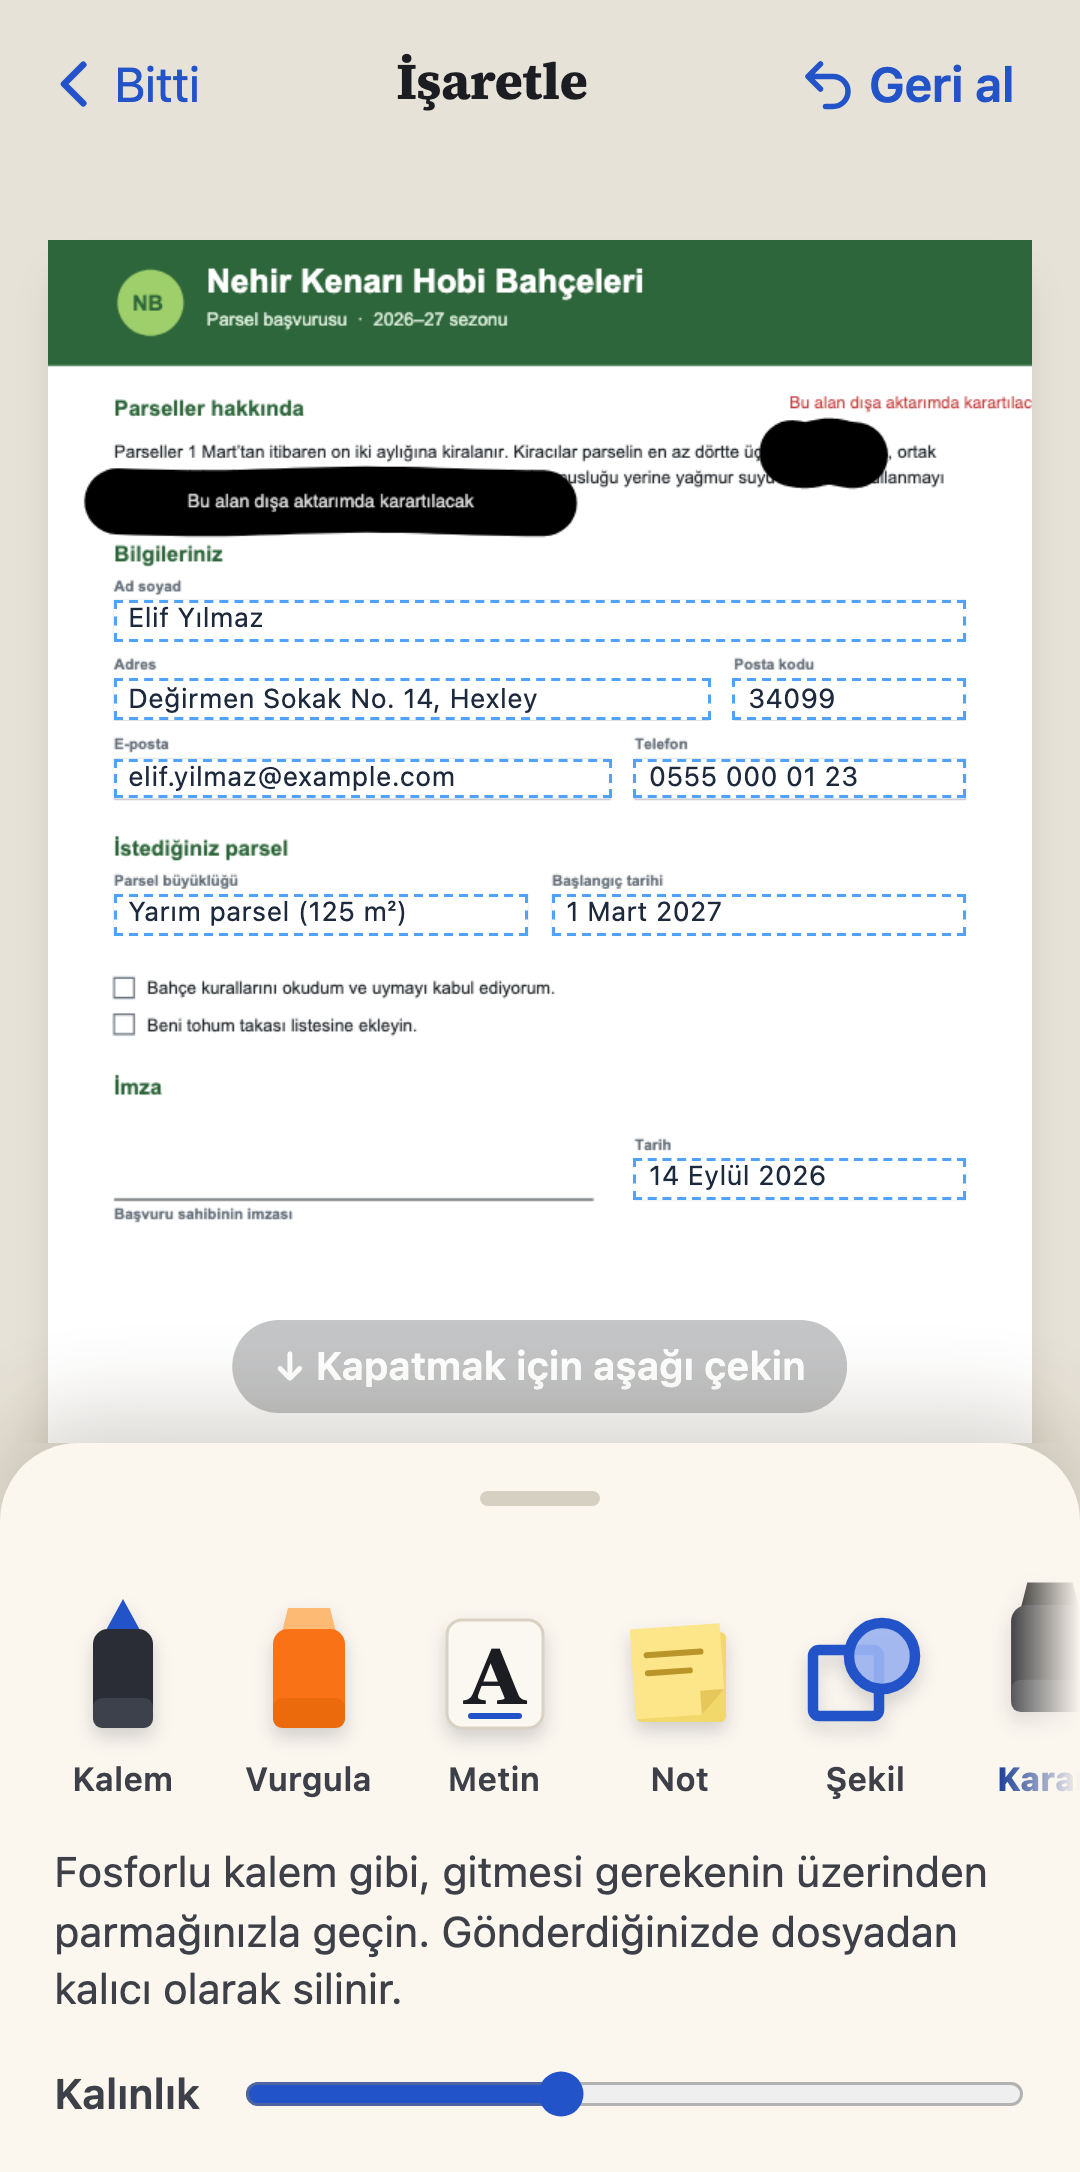 Bitti
İşaretle
Geri al
NB
Nehir Kenarı Hobi Bahçeleri
Parsel başvurusu · 2026–27 sezonu
Parseller hakkında
Bu alan dışa aktarımda karartılac
Parseller 1 Mart'tan itibaren on iki aylığına kiralanır. Kiracılar parselin en az dörtte , ortak
yerine yağmur
Bu alan dışa aktarımda karartılacak
Bilgileriniz
Ad soyad
Elif Yılmaz
Adres
Posta kodu
Değirmen Sokak No. 14, Hexley
34099
E-posta
Telefon
elif.yilmaz@example.com
0555 000 01 23
İstediğiniz parsel
Parsel büyüklüğü
Başlangıç tarihi
Yarım parsel (125 m²)
1 Mart 2027
Bahçe kurallarını okudum ve uymayı kabul ediyorum.
Beni tohum takası listesine ekleyin.
İmza
Tarih
14 Eylül 2026
Başvuru sahibinin imzası
↓ Kapatmak için aşağı çekin
Kalem
Vurgula
A
Metin
Not
Şekil
Kara
Fosforlu kalem gibi, gitmesi gerekenin üzerinden
parmağınızla geçin. Gönderdiğinizde dosyadan
kalıcı olarak silinir.
Kalınlık